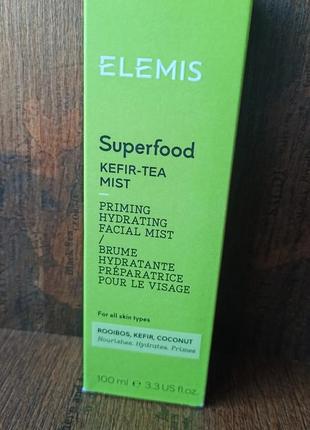 ELEMIS
Superfood
KEFIR-TEA
MIST
PRIMING
HYDRATING
FACIAL MIST
/
BRUME
HYDRATANTE
PRÉPARATRICE
POUR LE VISAGE
For all skin types
ROOIBOS, KEFIR, COCONUT
Nourishes. Hydrates. Primes
100 ml ℮ 3.3 US fl.oz.